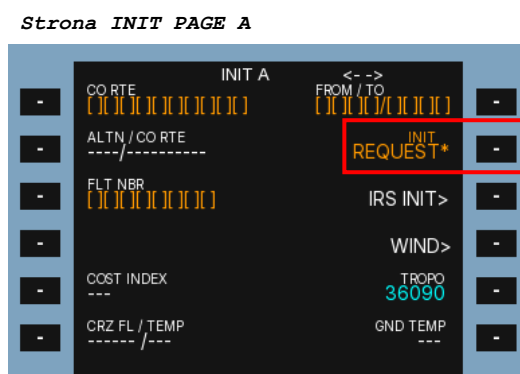 Strona INIT PAGE A
INIT A <- ->
CO RTE FROM / TO
[ ][ ][ ][ ][ ][ ][ ][ ][ ][ ] [ ][ ][ ][ ]/[ ][ ][ ][ ]
ALTN / CO RTE INIT
----/---------- REQUEST*
FLT NBR
[ ][ ][ ][ ][ ][ ][ ][ ] IRS INIT>
WIND>
COST INDEX TROPO
--- 36090
CRZ FL / TEMP GND TEMP
------ /--- ---